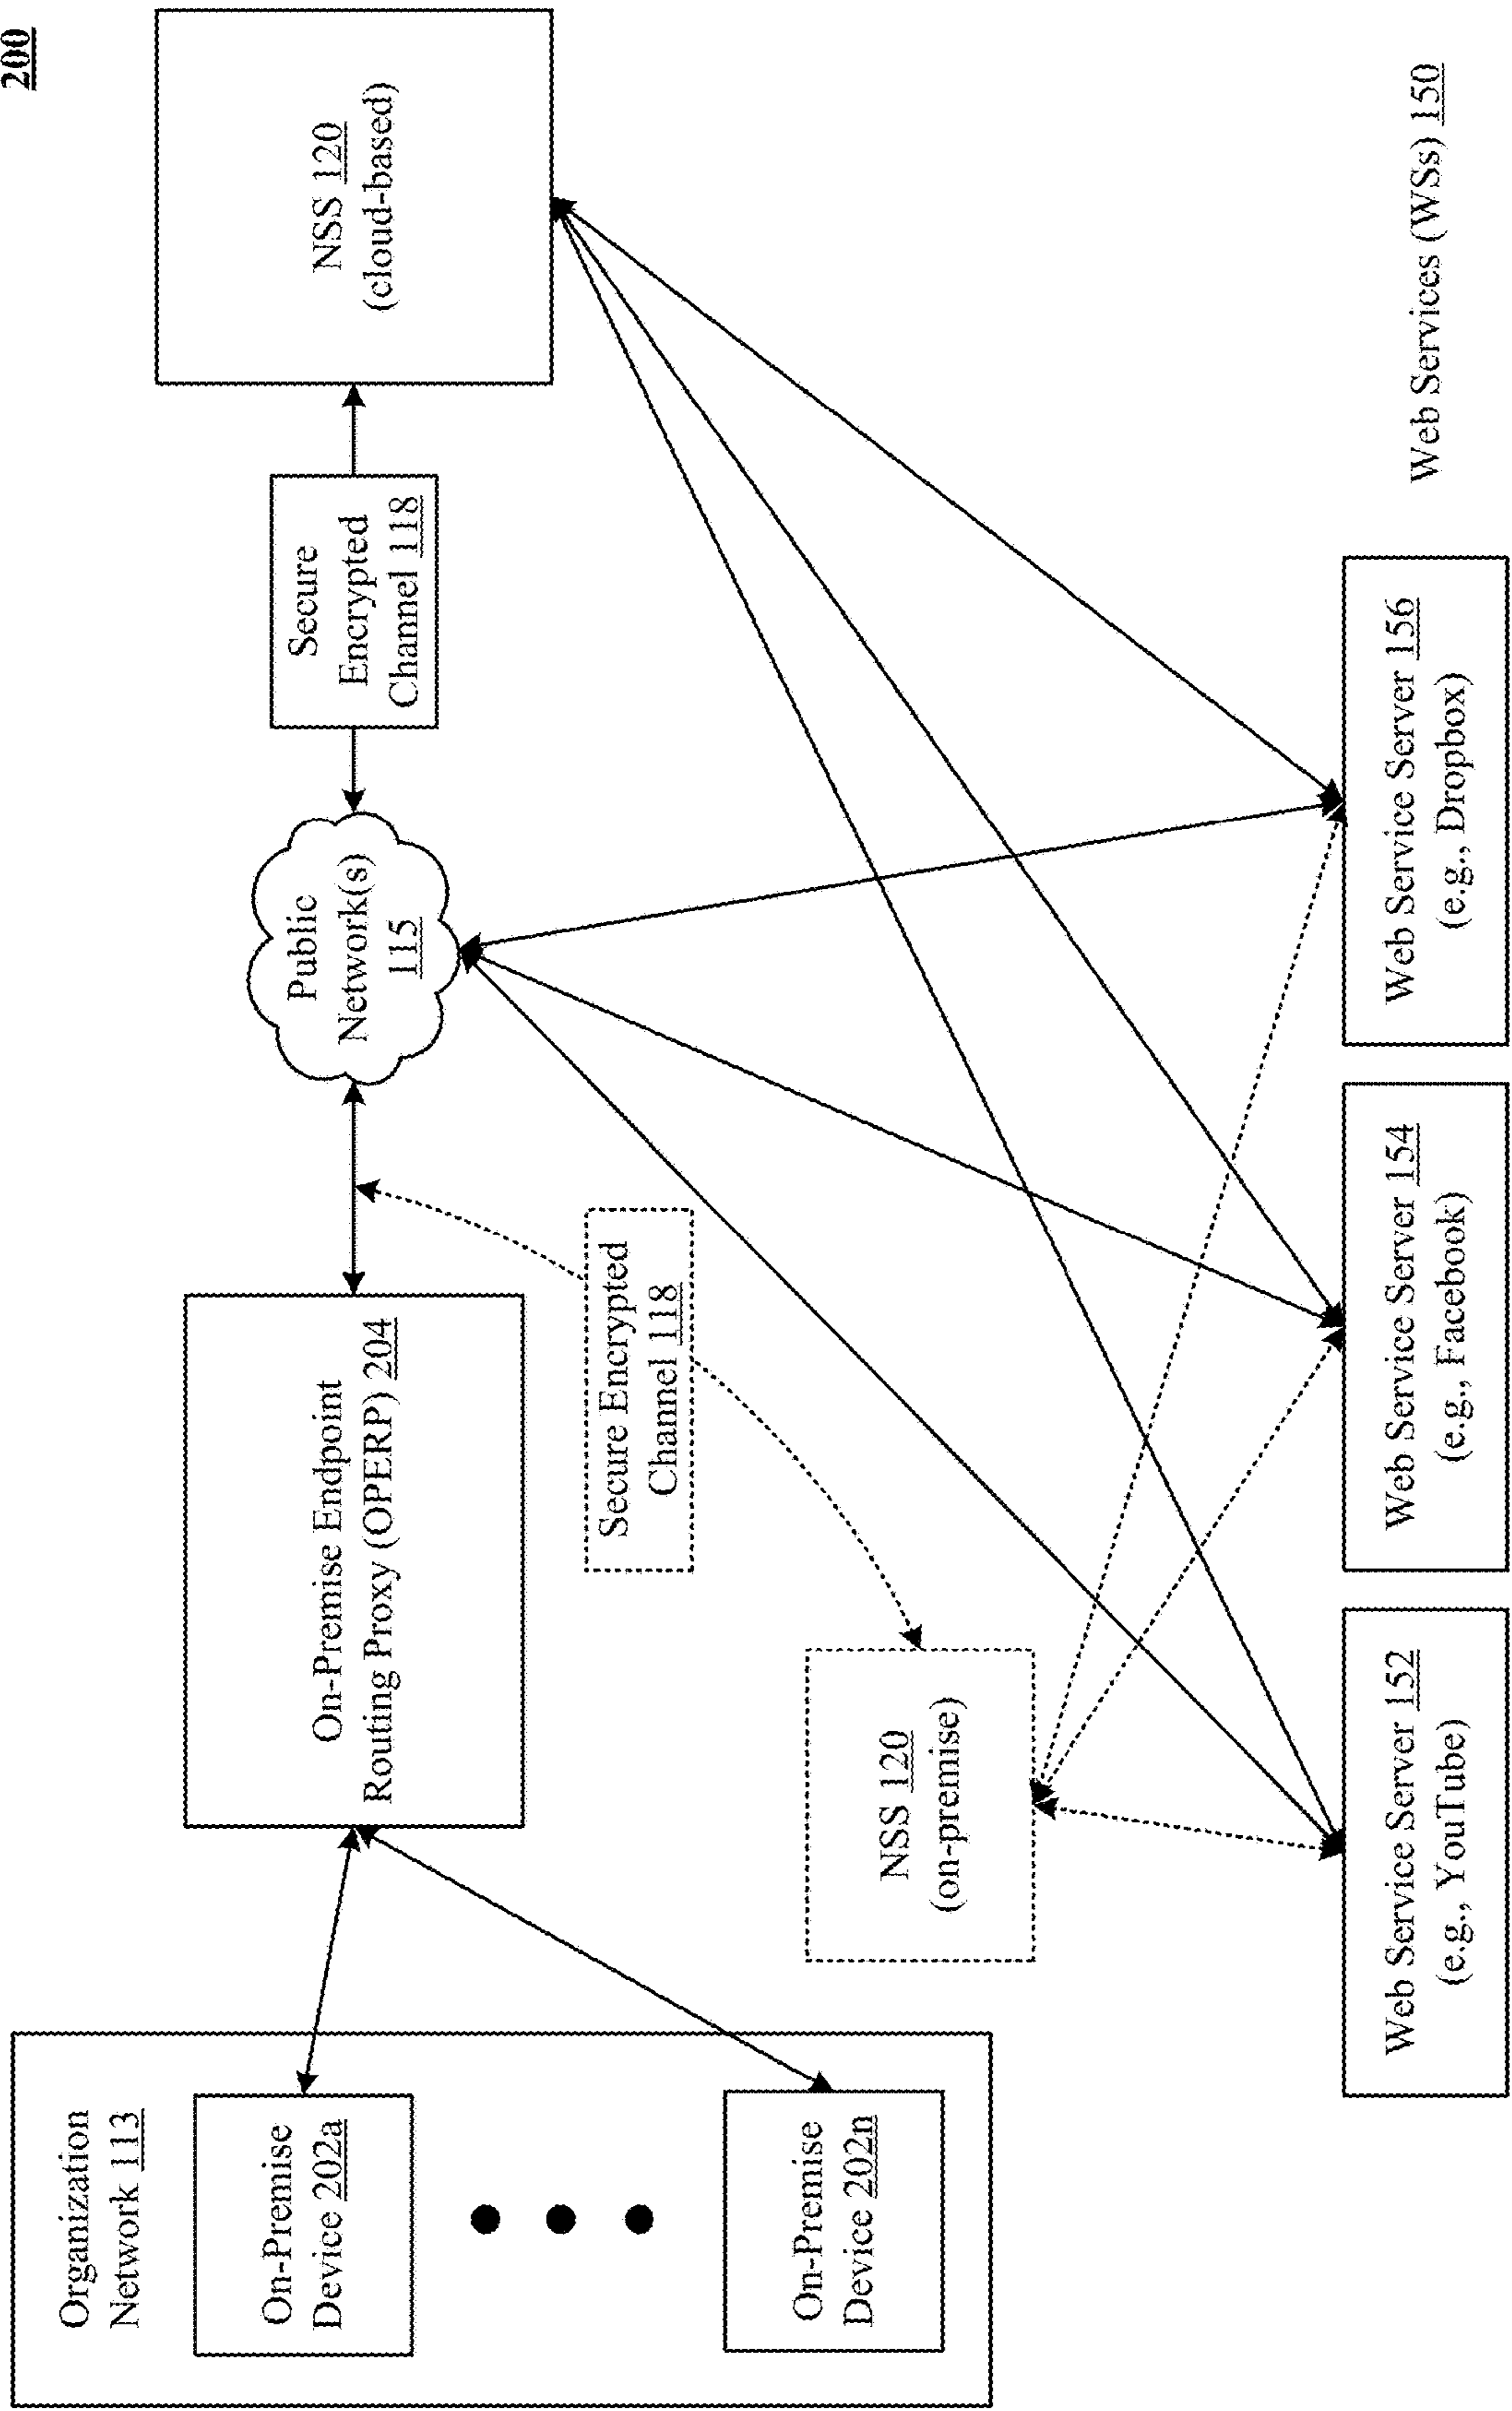 200
Organization
Network 113
On-Premise
Device 202a
On-Premise
Device 202n
On-Premise Endpoint
Routing Proxy (OPERP) 204
Public
Network(s)
115
Secure
Encrypted
Channel 118
NSS 120
(cloud-based)
Secure Encrypted
Channel 118
NSS 120
(on-premise)
Web Service Server 152
(e.g., YouTube)
Web Service Server 154
(e.g., Facebook)
Web Service Server 156
(e.g., Dropbox)
Web Services (WSs) 150